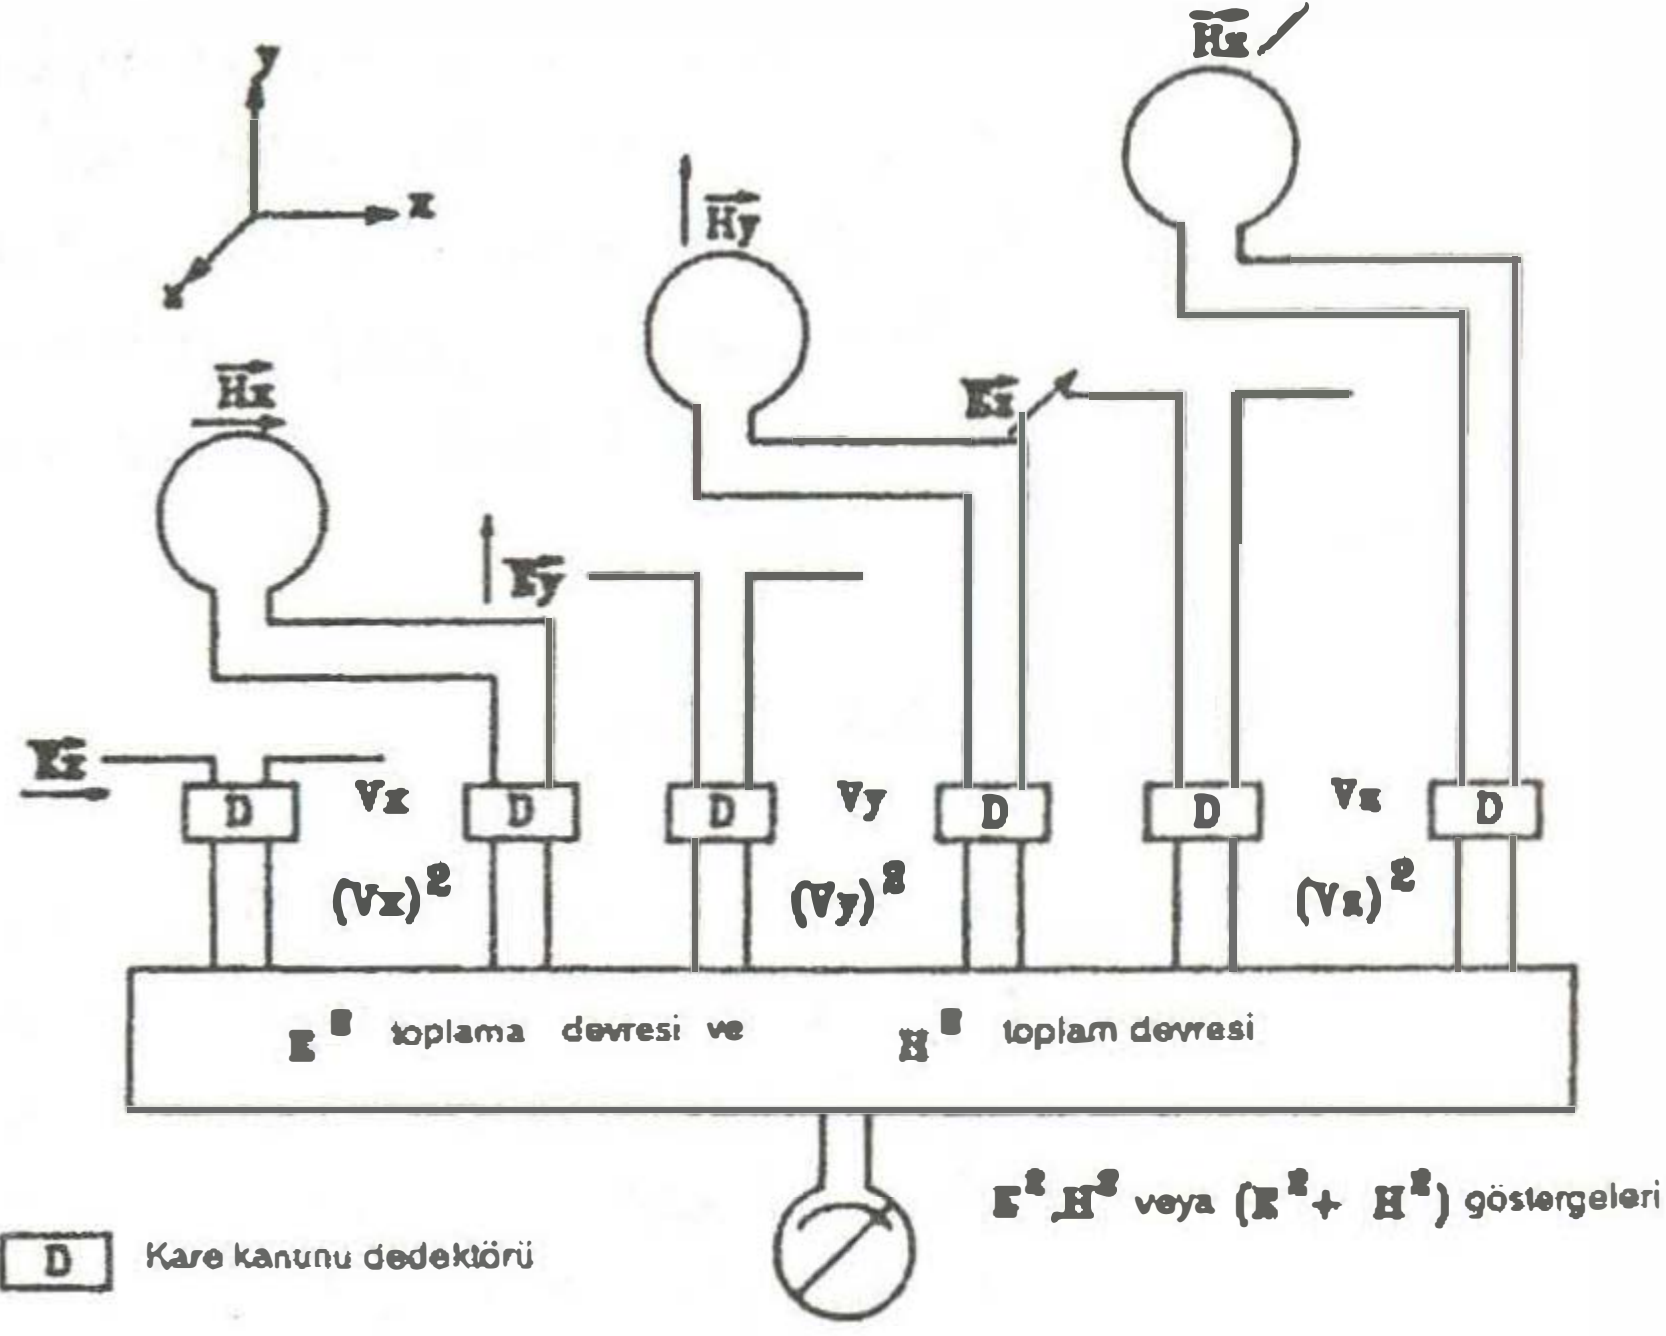 y
x
z
Hz
Hy
Hx
Ez
Ey
Ex
Vx
Vy
Vz
D D D D D D
(Vx)²
(Vy)²
(Vz)²
E² toplama devresi ve H² toplam devresi
E²,H² veya (E²+ H²) göstergeleri
D Kare kanunu dedektörü